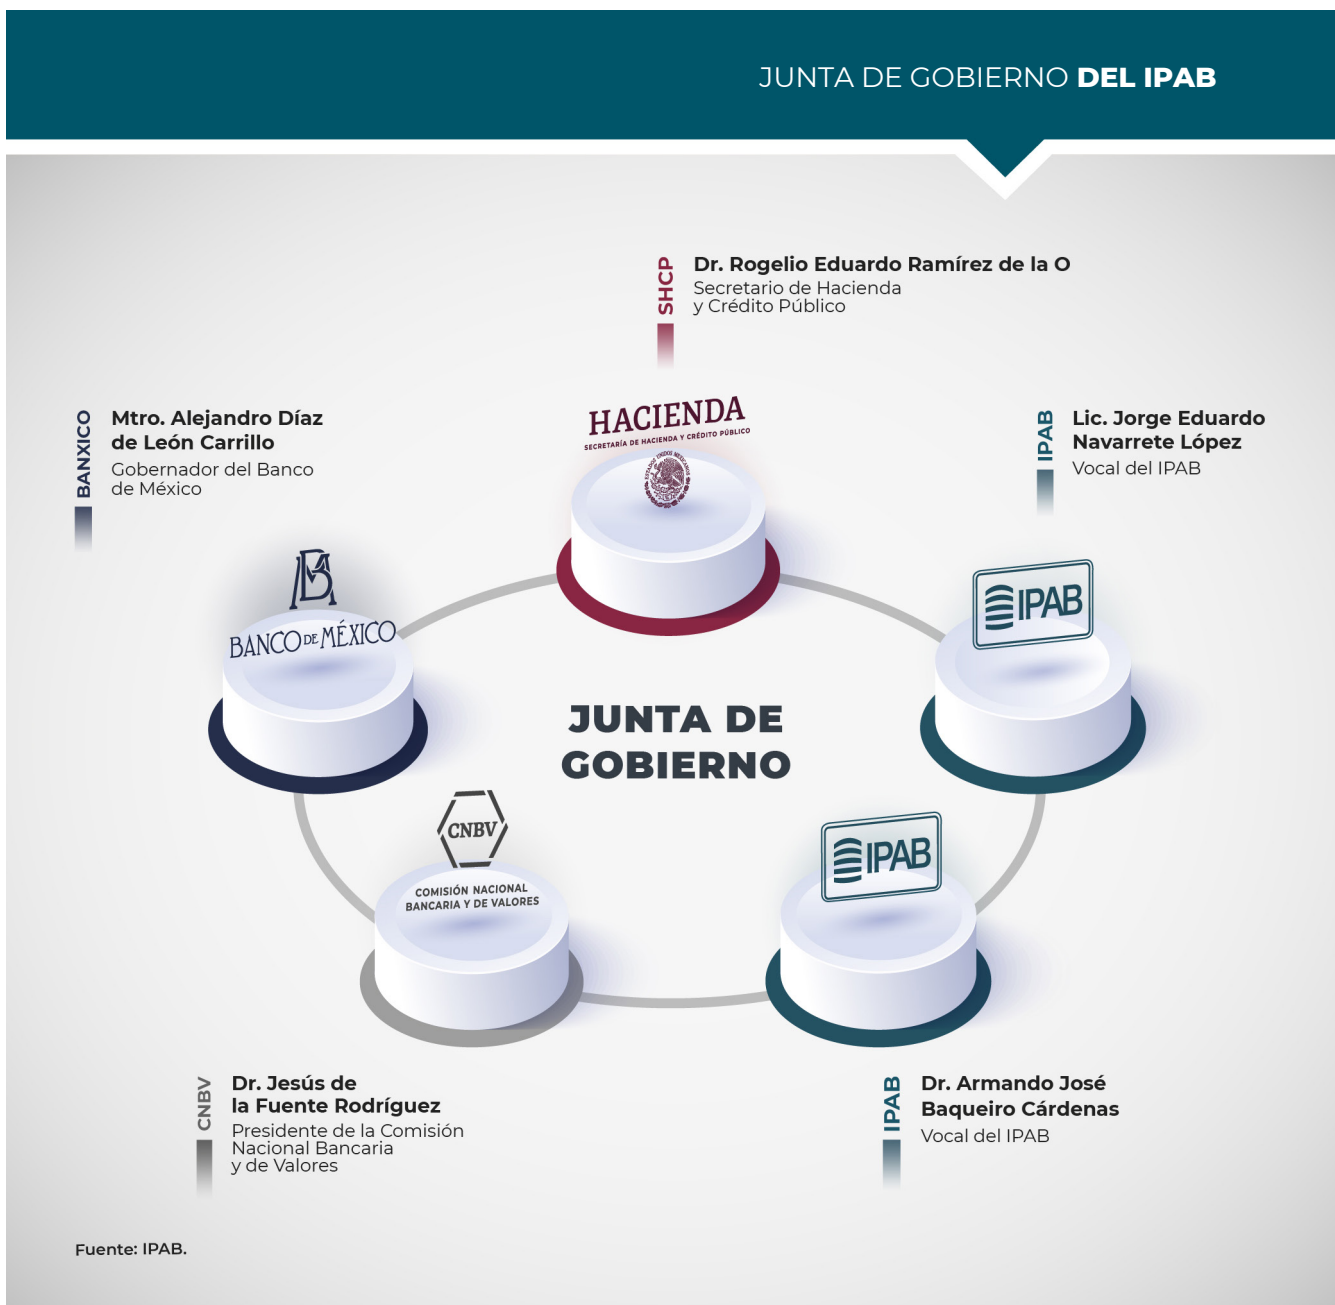 JUNTA DE GOBIERNO DEL IPAB
SHCP
Dr. Rogelio Eduardo Ramírez de la O
Secretario de Hacienda
y Crédito Público
HACIENDA
SECRETARÍA DE HACIENDA Y CRÉDITO PÚBLICO
ESTADOS UNIDOS MEXICANOS
BANXICO
Mtro. Alejandro Díaz
de León Carrillo
Gobernador del Banco
de México
BANCO DE MÉXICO
IPAB
Lic. Jorge Eduardo
Navarrete López
Vocal del IPAB
IPAB
JUNTA DE
GOBIERNO
CNBV
COMISIÓN NACIONAL
BANCARIA Y DE VALORES
IPAB
CNBV
Dr. Jesús de
la Fuente Rodríguez
Presidente de la Comisión
Nacional Bancaria
y de Valores
IPAB
Dr. Armando José
Baqueiro Cárdenas
Vocal del IPAB
Fuente: IPAB.